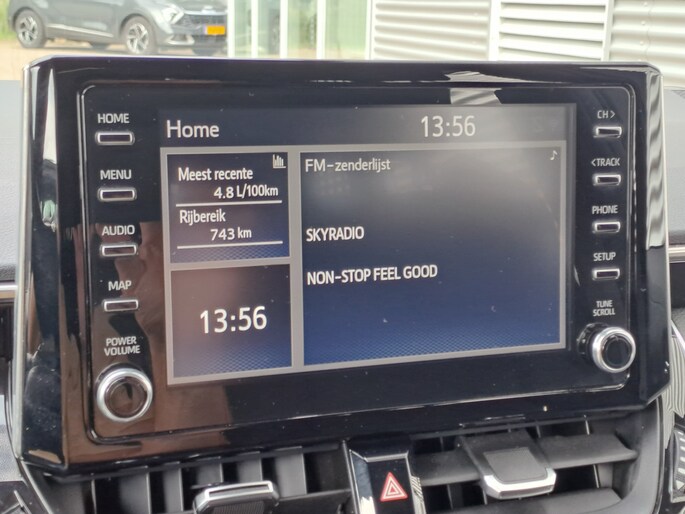 HOME
MENU
AUDIO
MAP
POWER
VOLUME
Home
13:56
Meest recente
4.8 L/100km
Rijbereik
743 km
13:56
FM-zenderlijst
SKYRADIO
NON-STOP FEEL GOOD
CH >
< TRACK
PHONE
SETUP
TUNE
SCROLL